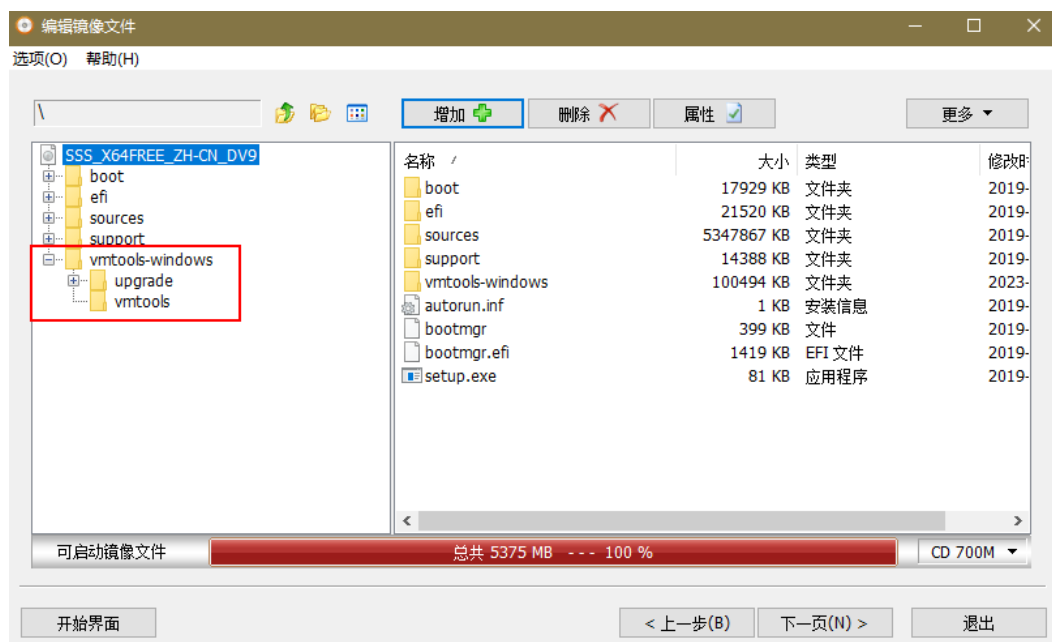 编辑镜像文件
选项(O) 帮助(H)
\
增加 删除 属性 更多
SSS_X64FREE_ZH-CN_DV9
boot
efi
sources
support
vmtools-windows
upgrade
vmtools
名称 大小 类型 修改时
boot 17929 KB 文件夹 2019-
efi 21520 KB 文件夹 2019-
sources 5347867 KB 文件夹 2019-
support 14388 KB 文件夹 2019-
vmtools-windows 100494 KB 文件夹 2023-
autorun.inf 1 KB 安装信息 2019-
bootmgr 399 KB 文件 2019-
bootmgr.efi 1419 KB EFI 文件 2019-
setup.exe 81 KB 应用程序 2019-
可启动镜像文件 总共 5375 MB --- 100 % CD 700M
开始界面 < 上一步(B) 下一页(N) > 退出